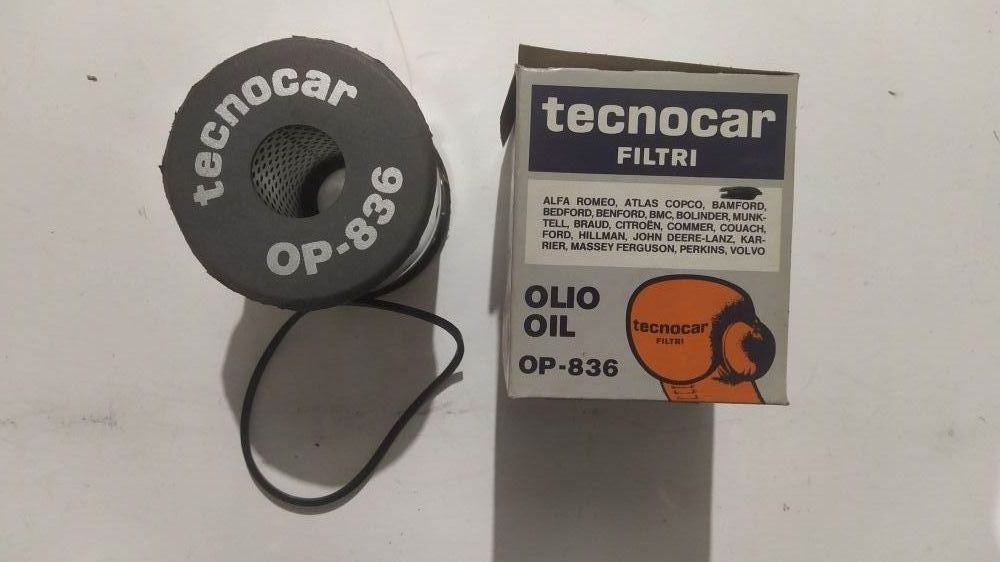 tecnocar
OP-836
tecnocar
FILTRI
ALFA ROMEO, ATLAS COPCO, BAMFORD,
BEDFORD, BENFORD, BMC, BOLINDER, MUNK-
TELL, BRAUD, CITROËN, COMMER, COUACH,
FORD, HILLMAN, JOHN DEERE-LANZ, KAR-
RIER, MASSEY FERGUSON, PERKINS, VOLVO
OLIO
OIL
OP-836
tecnocar
FILTRI